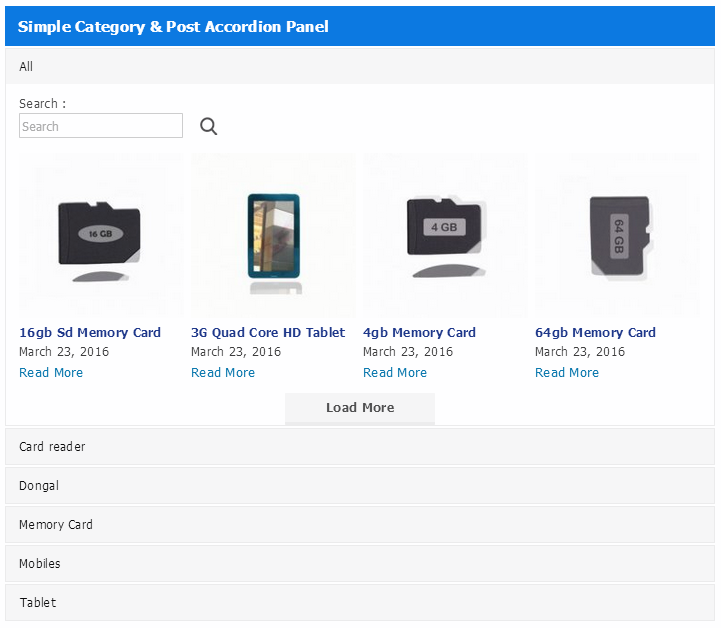 Simple Category & Post Accordion Panel
All
Search :
Search
16 GB
4 GB
64 GB
16gb Sd Memory Card
3G Quad Core HD Tablet
4gb Memory Card
64gb Memory Card
March 23, 2016
March 23, 2016
March 23, 2016
March 23, 2016
Read More
Read More
Read More
Read More
Load More
Card reader
Dongal
Memory Card
Mobiles
Tablet